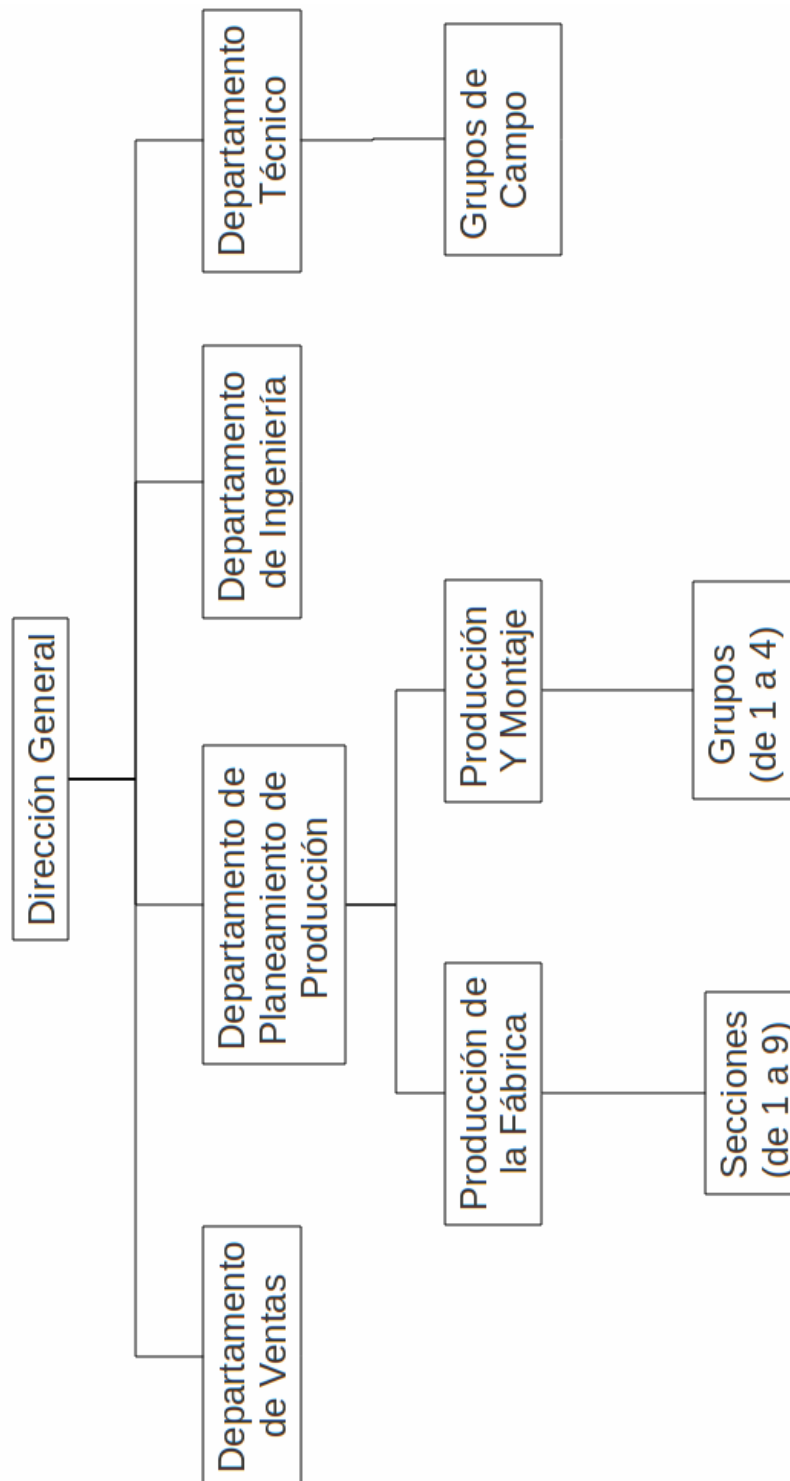 Dirección General
Departamento
de Ventas
Departamento de
Planeamiento de
Producción
Departamento
de Ingeniería
Departamento
Técnico
Producción de
la Fábrica
Producción
Y Montaje
Grupos de
Campo
Secciones
(de 1 a 9)
Grupos
(de 1 a 4)